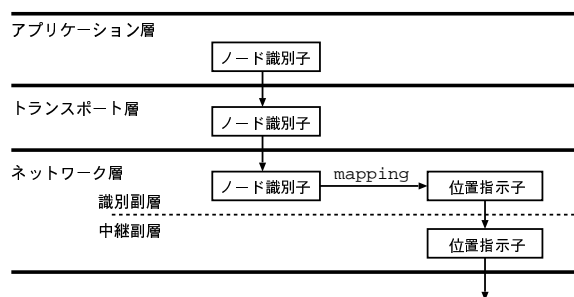 アプリケーション層
ノード識別子
トランスポート層
ノード識別子
ネットワーク層
ノード識別子
mapping
位置指示子
識別副層
中継副層
位置指示子